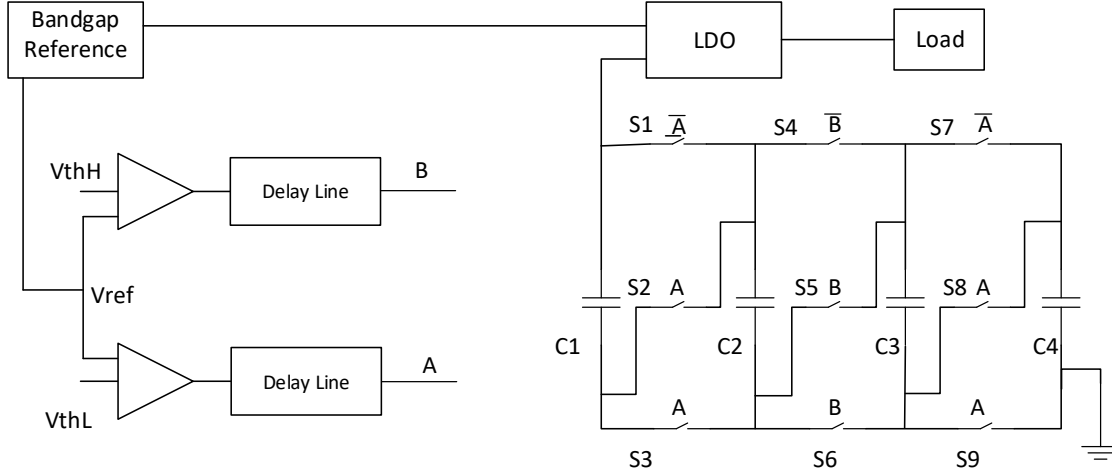 Bandgap
Reference
LDO
Load
S1
A̅
S4
B̅
S7
A̅
VthH
Delay Line
B
Vref
S2
A
S5
B
S8
A
C1
C2
C3
C4
VthL
Delay Line
A
A
B
A
S3
S6
S9